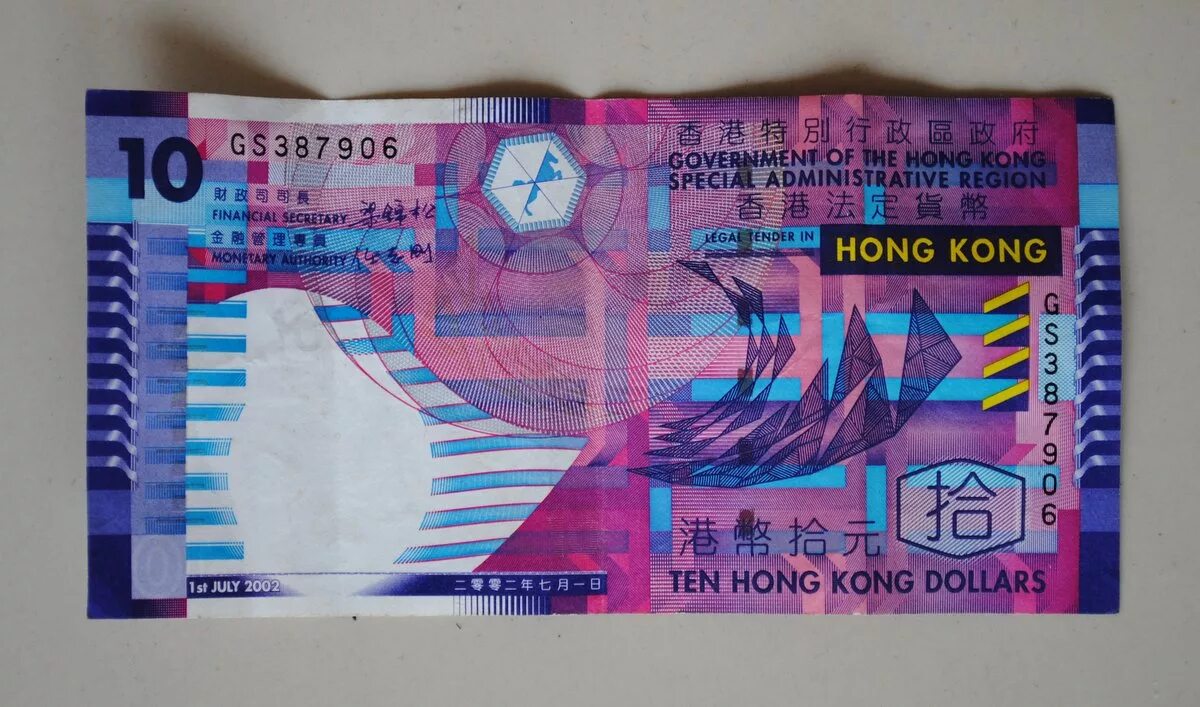 10
GS387906
財政司司長
FINANCIAL SECRETARY
金融管理專員
MONETARY AUTHORITY
香港特別行政區政府
GOVERNMENT OF THE HONG KONG
SPECIAL ADMINISTRATIVE REGION
香港法定貨幣
LEGAL TENDER IN
HONG KONG
GS387906
拾
港幣拾元
TEN HONG KONG DOLLARS
1st JULY 2002
二零零二年七月一日